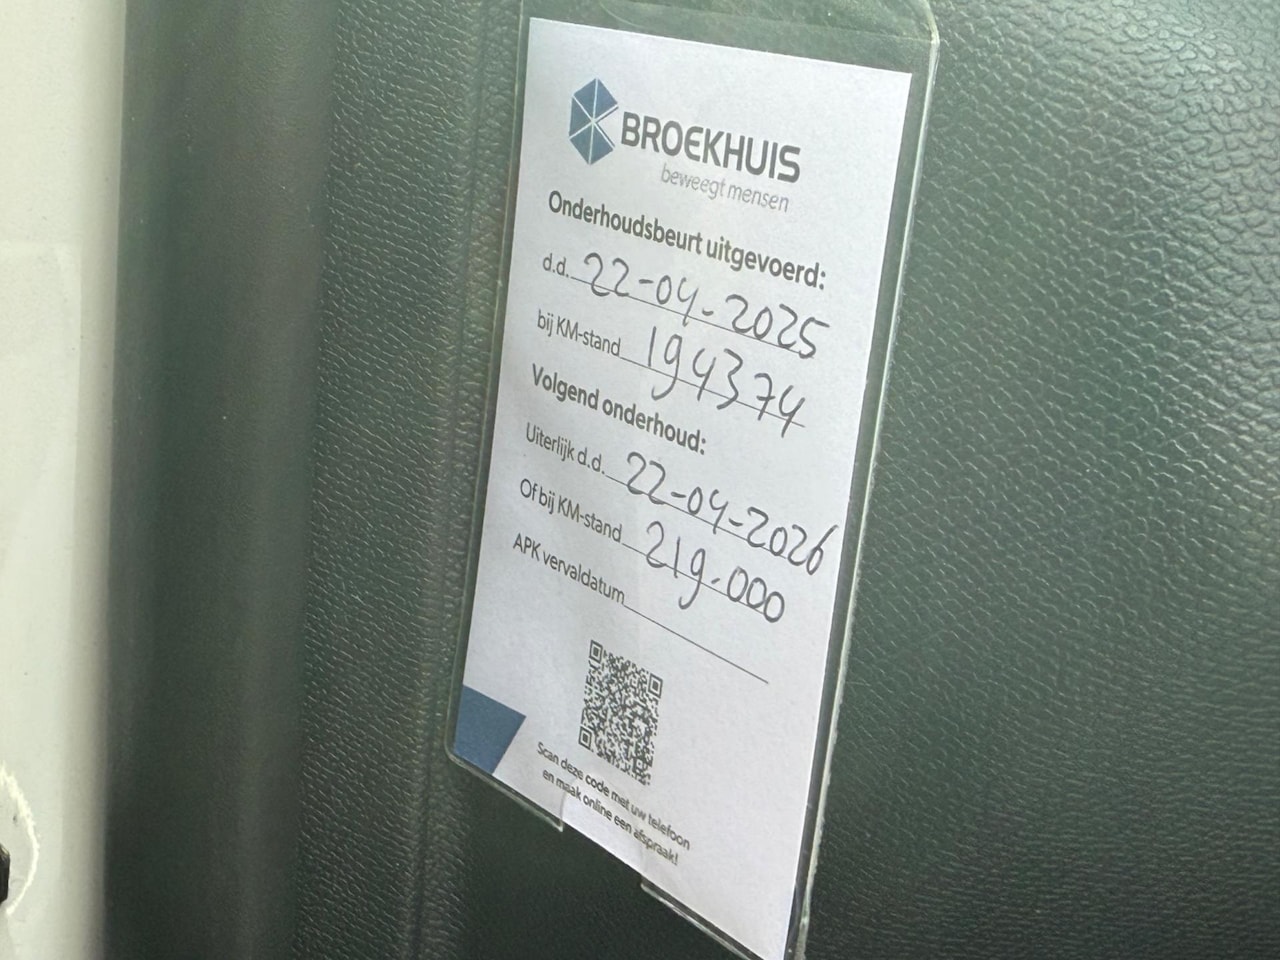 BROEKHUIS
beweegt mensen
Onderhoudsbeurt uitgevoerd:
d.d. 22-04-2025
bij KM-stand 194374
Volgend onderhoud:
Uiterlijk d.d. 22-04-2026
Of bij KM-stand 219.000
APK vervaldatum
Scan deze code met uw telefoon
en maak online een afspraak!